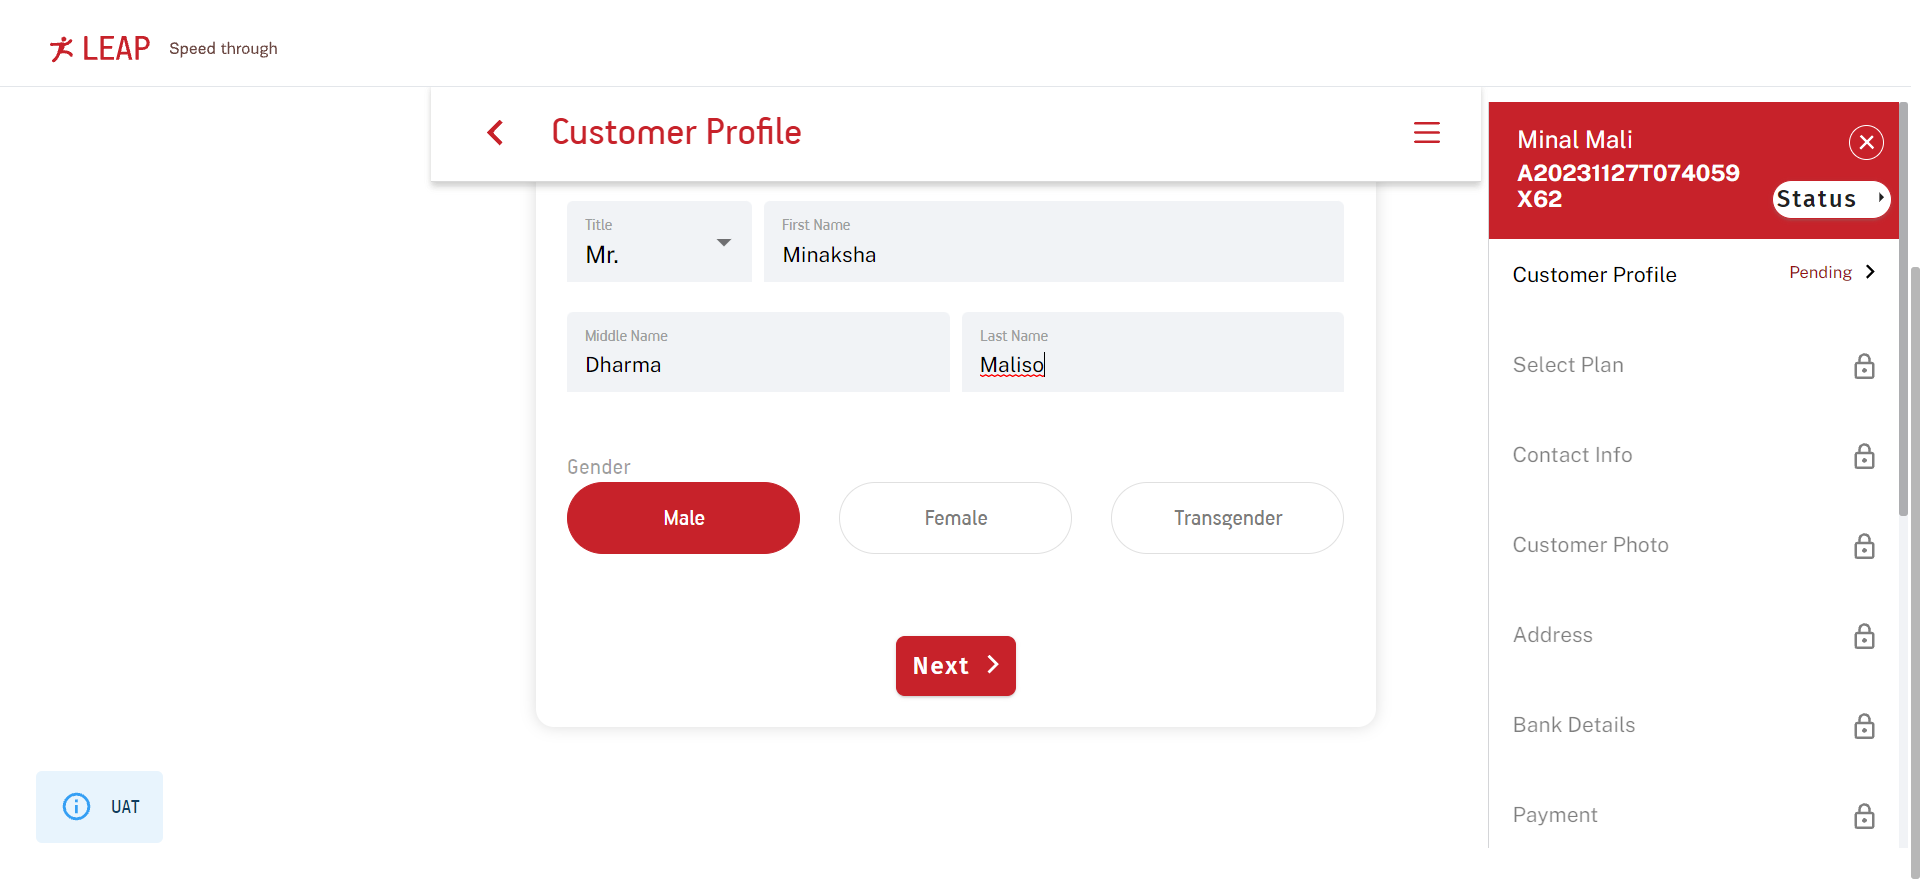 LEAP Speed through
Customer Profile
Title
Mr.
First Name
Minaksha
Middle Name
Dharma
Last Name
Maliso
Gender
Male Female Transgender
Next
UAT
Minal Mali
A20231127T074059
X62
Status
Customer Profile Pending
Select Plan
Contact Info
Customer Photo
Address
Bank Details
Payment